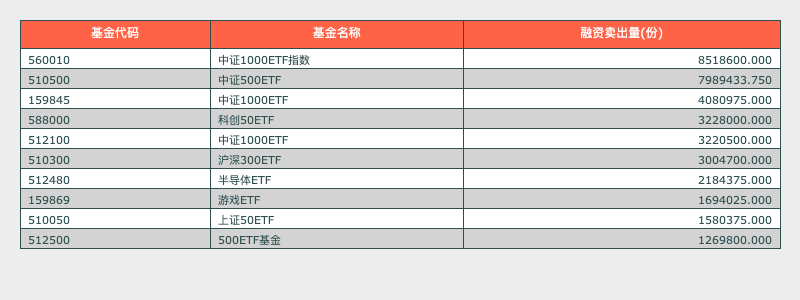 基金代码 基金名称 融资卖出量(份)
560010 中证1000ETF指数 8518600.000
510500 中证500ETF 7989433.750
159845 中证1000ETF 4080975.000
588000 科创50ETF 3228000.000
512100 中证1000ETF 3220500.000
510300 沪深300ETF 3004700.000
512480 半导体ETF 2184375.000
159869 游戏ETF 1694025.000
510050 上证50ETF 1580375.000
512500 500ETF基金 1269800.000